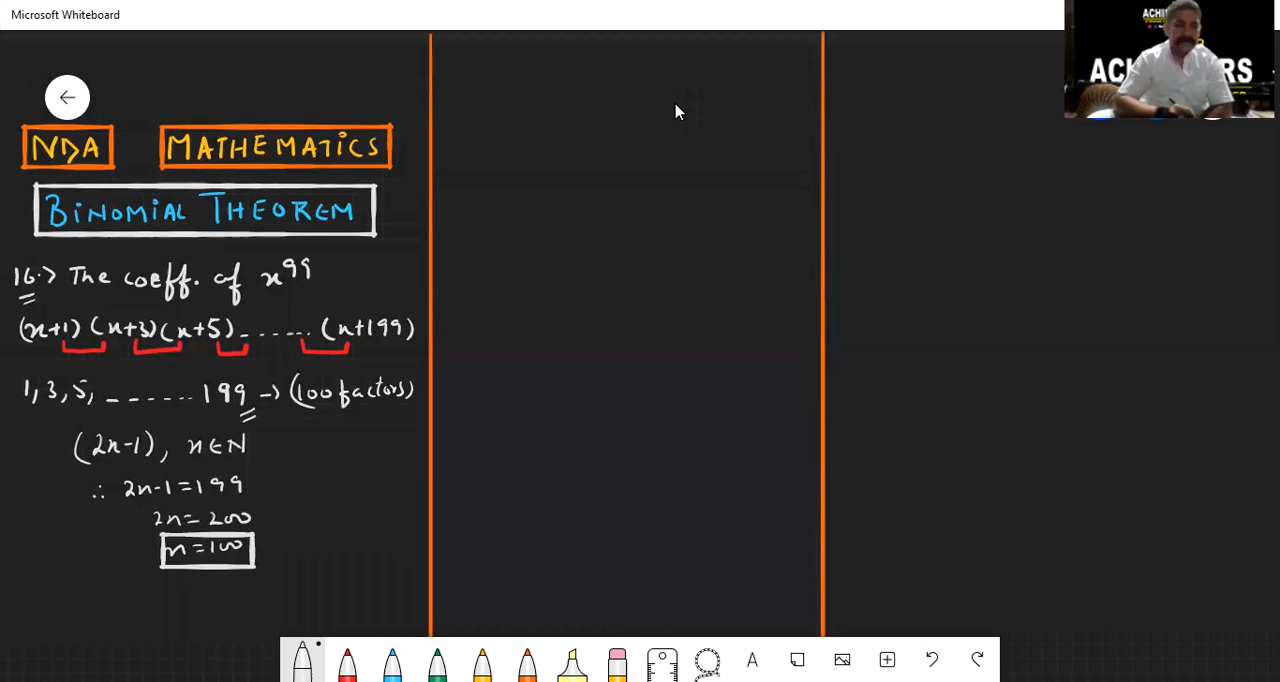 Microsoft Whiteboard
NDA MATHEMATICS
BINOMIAL THEOREM
16.> The coeff. of x^99
(x+1)(x+3)(x+5)------(x+199)
1, 3, 5, ------- 199 -> (100 factors)
(2n-1), n∈N
∴ 2n-1=199
2n=200
n=100
A